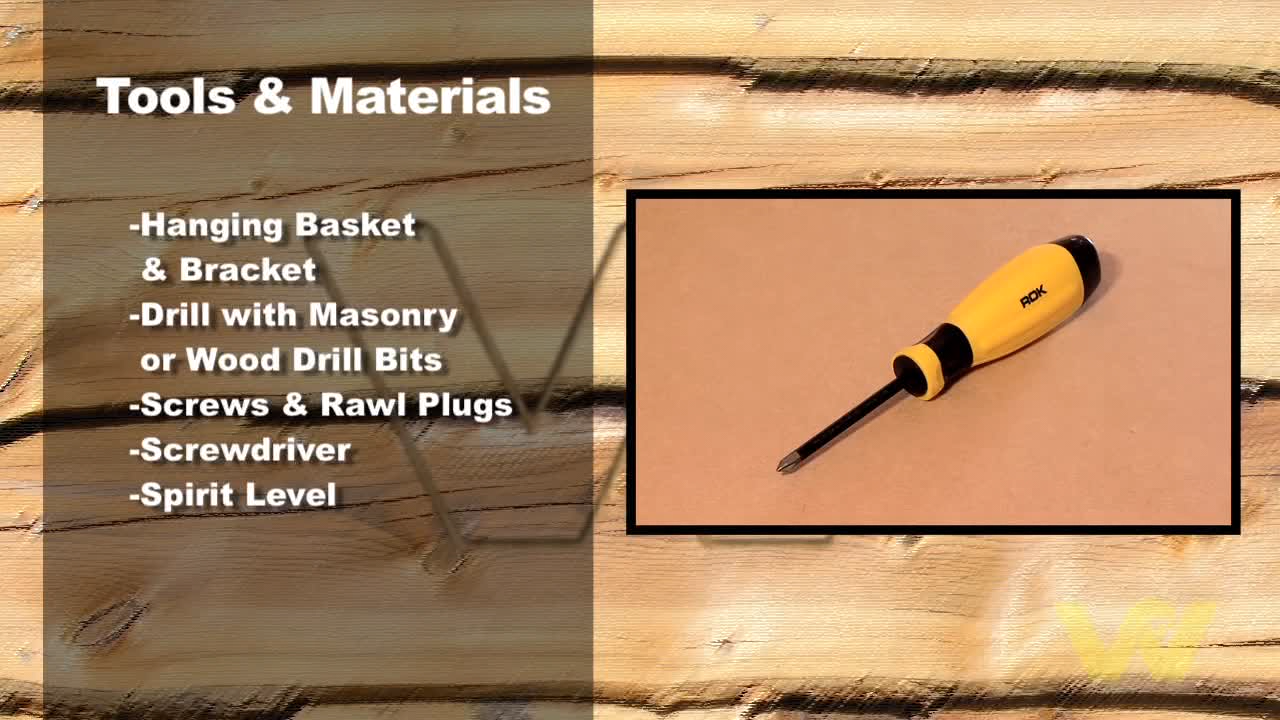 Tools & Materials
-Hanging Basket
& Bracket
-Drill with Masonry
or Wood Drill Bits
-Screws & Rawl Plugs
-Screwdriver
-Spirit Level
ROK